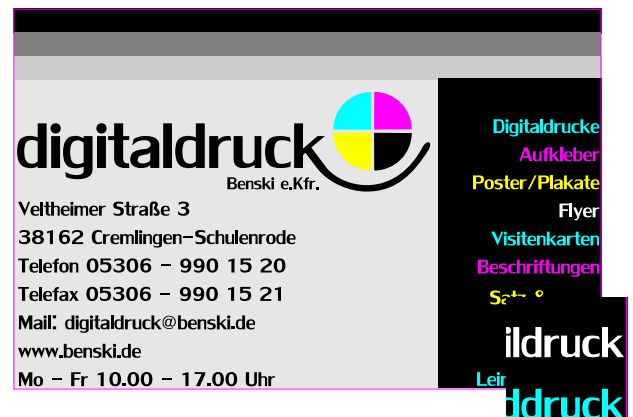 digitaldruck
Benski e.Kfr.
Veltheimer Straße 3
38162 Cremlingen-Schulenrode
Telefon 05306 - 990 15 20
Telefax 05306 - 990 15 21
Mail: digitaldruck@benski.de
www.benski.de
Mo - Fr 10.00 - 17.00 Uhr
Digitaldrucke
Aufkleber
Poster/Plakate
Flyer
Visitenkarten
Beschriftungen
Satz &
ildruck